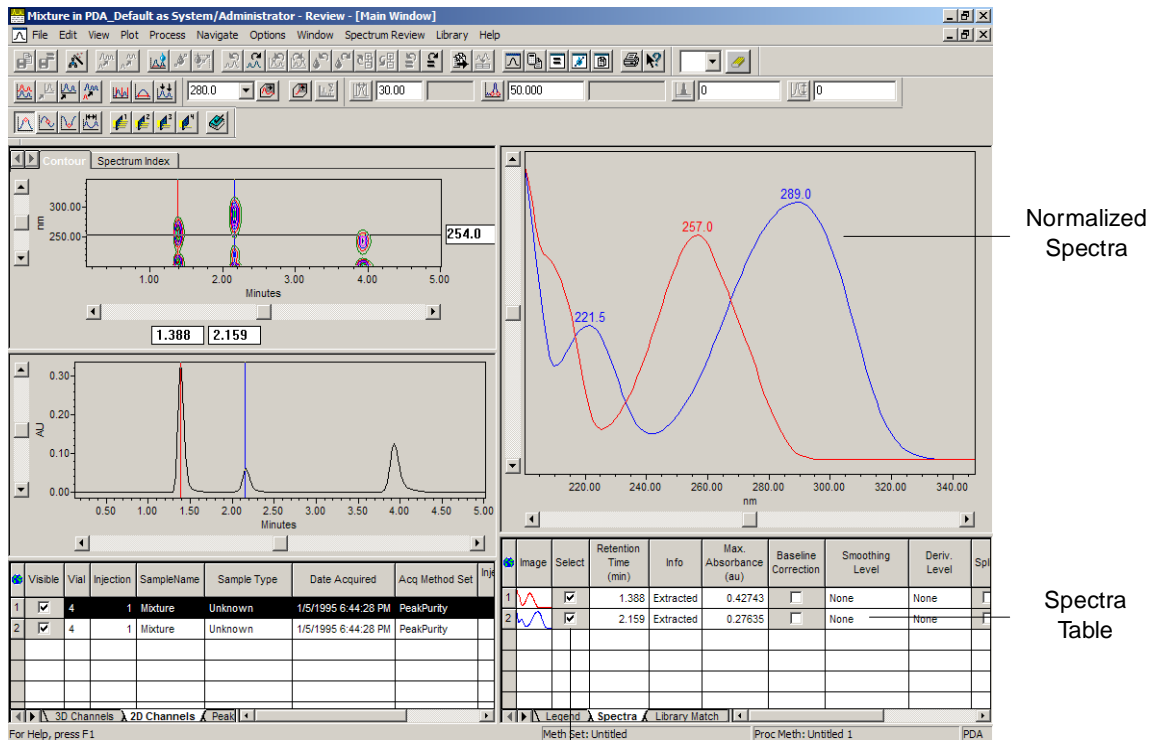 Mixture in PDA_Default as System/Administrator - Review - [Main Window]
File Edit View Plot Process Navigate Options Window Spectrum Review Library Help
280.0 30.00 50.000 0 0
Contour Spectrum Index
300.00
250.00
nm
254.0
1.00 2.00 3.00 4.00 5.00
Minutes
1.388 2.159
0.30
0.20
0.10
0.00
AU
0.50 1.00 1.50 2.00 2.50 3.00 3.50 4.00 4.50 5.00
Minutes
Visible Vial Injection SampleName Sample Type Date Acquired Acq Method Set Inje
1 4 1 Mixture Unknown 1/5/1995 6:44:28 PM PeakPurity
2 4 1 Mixture Unknown 1/5/1995 6:44:28 PM PeakPurity
3D Channels 2D Channels Peak
289.0
257.0
221.5
220.00 240.00 260.00 280.00 300.00 320.00 340.00
nm
Image Select Retention Time (min) Info Max. Absorbance (au) Baseline Correction Smoothing Level Deriv. Level Spl
1 1.388 Extracted 0.42743 None None
2 2.159 Extracted 0.27635 None None
Legend Spectra Library Match
For Help, press F1 Meth Set: Untitled Proc Meth: Untitled 1 PDA
Normalized
Spectra
Spectra
Table